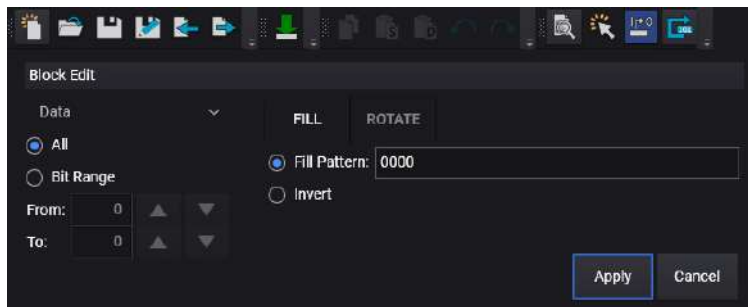 Block Edit
Data
All
Bit Range
From: 0
To: 0
FILL ROTATE
Fill Pattern: 0000
Invert
Apply Cancel